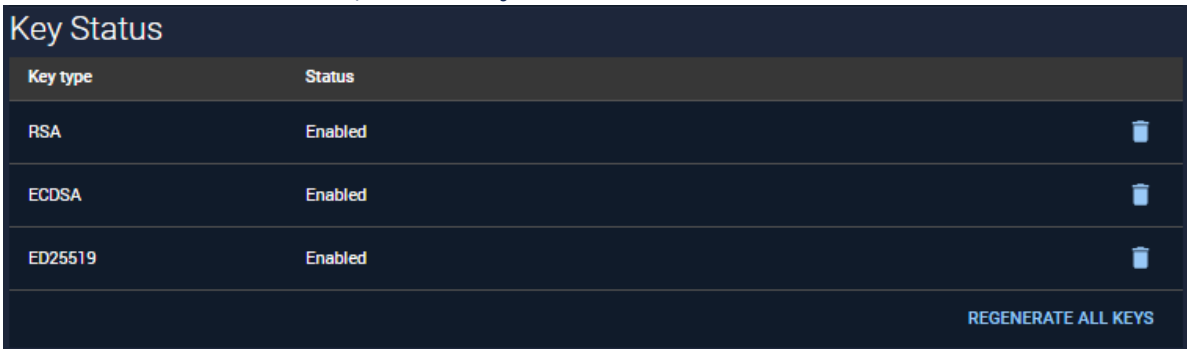 Key Status
Key type Status
RSA Enabled
ECDSA Enabled
ED25519 Enabled
REGENERATE ALL KEYS